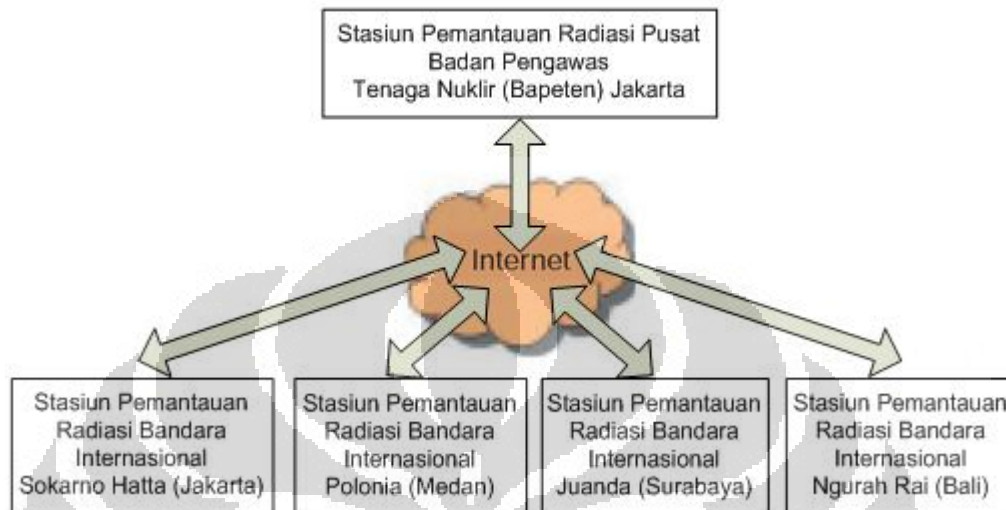 Stasiun Pemantauan Radiasi Pusat
Badan Pengawas
Tenaga Nuklir (Bapeten) Jakarta
Internet
Stasiun Pemantauan
Radiasi Bandara
Internasional
Sokarno Hatta (Jakarta)
Stasiun Pemantauan
Radiasi Bandara
Internasional
Polonia (Medan)
Stasiun Pemantauan
Radiasi Bandara
Internasional
Juanda (Surabaya)
Stasiun Pemantauan
Radiasi Bandara
Internasional
Ngurah Rai (Bali)